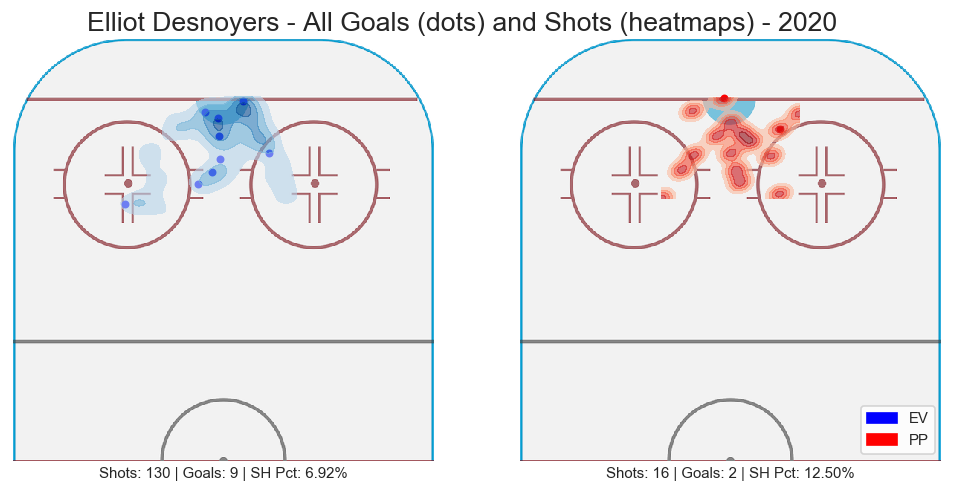 Elliot Desnoyers - All Goals (dots) and Shots (heatmaps) - 2020
EV
PP
Shots: 130 | Goals: 9 | SH Pct: 6.92%
Shots: 16 | Goals: 2 | SH Pct: 12.50%